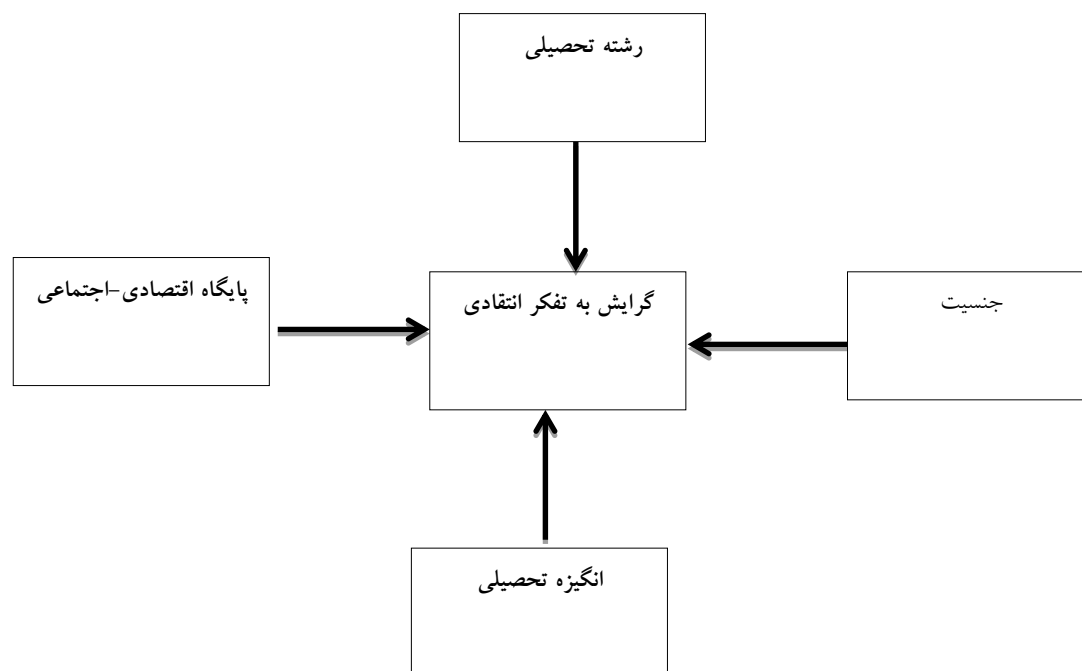 رشته تحصیلی
پایگاه اقتصادی-اجتماعی
گرایش به تفکر انتقادی
جنسیت
انگیزه تحصیلی